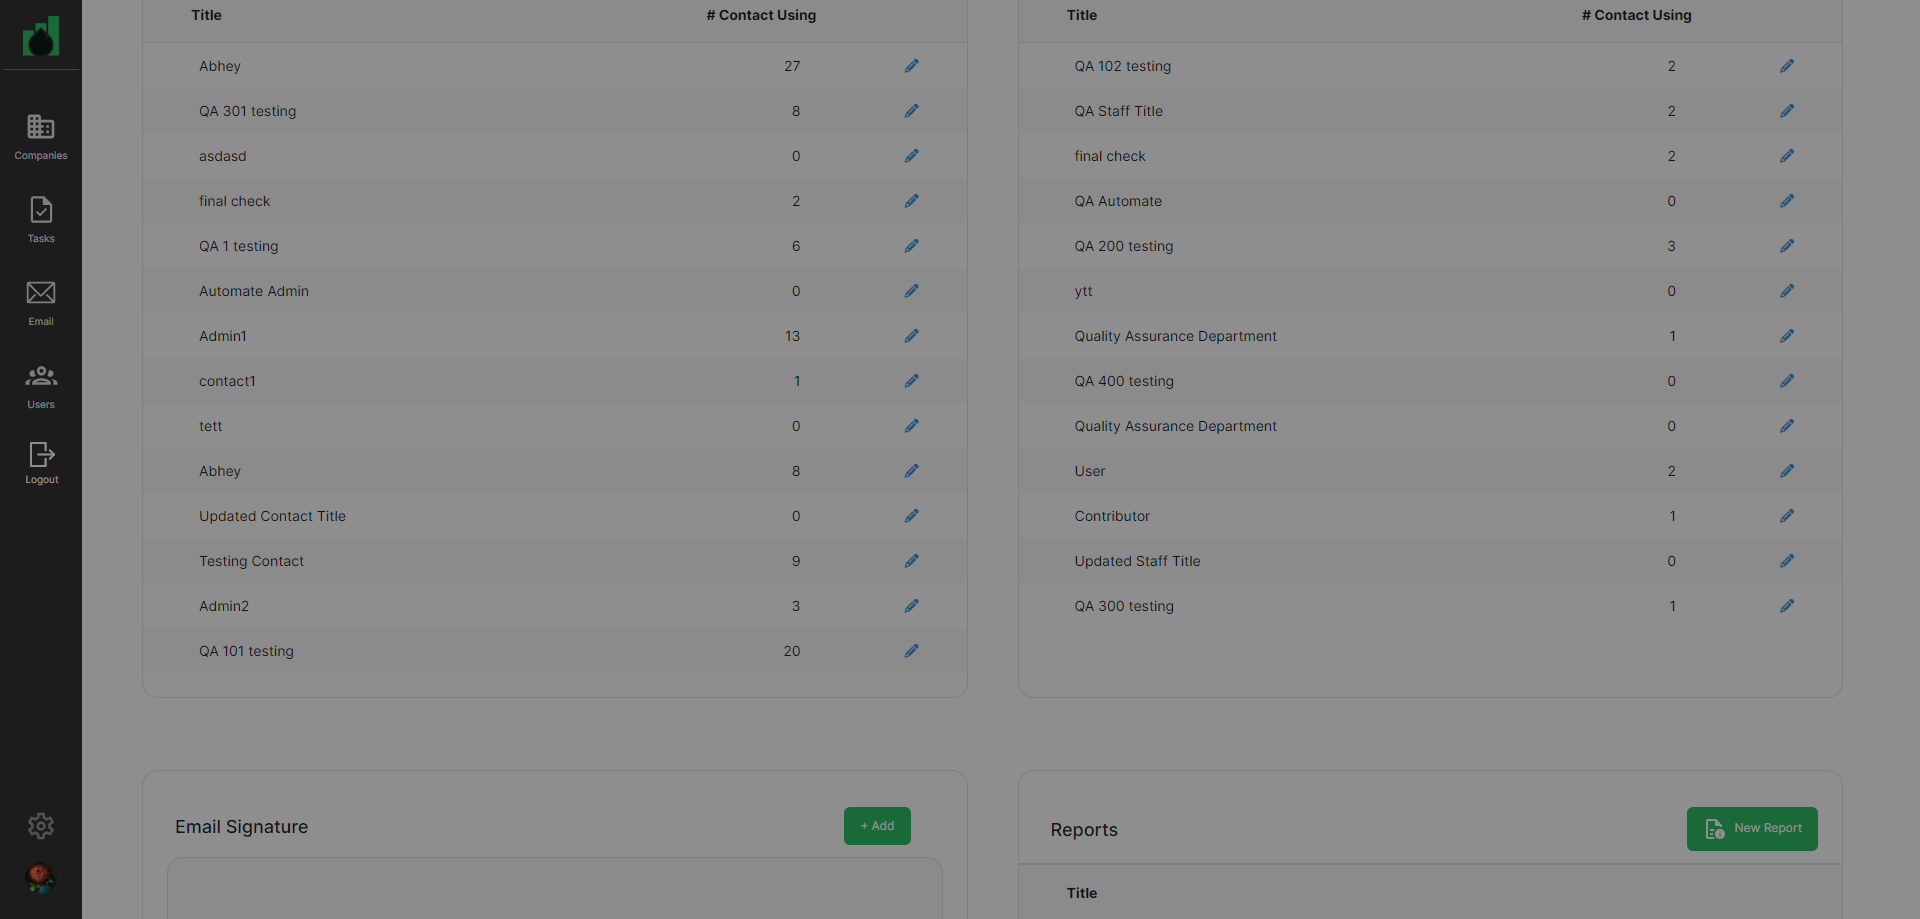 Companies
Tasks
Email
Users
Logout
Title # Contact Using
Abhey 27
QA 301 testing 8
asdasd 0
final check 2
QA 1 testing 6
Automate Admin 0
Admin1 13
contact1 1
tett 0
Abhey 8
Updated Contact Title 0
Testing Contact 9
Admin2 3
QA 101 testing 20
Title # Contact Using
QA 102 testing 2
QA Staff Title 2
final check 2
QA Automate 0
QA 200 testing 3
ytt 0
Quality Assurance Department 1
QA 400 testing 0
Quality Assurance Department 0
User 2
Contributor 1
Updated Staff Title 0
QA 300 testing 1
Email Signature + Add
Reports New Report
Title